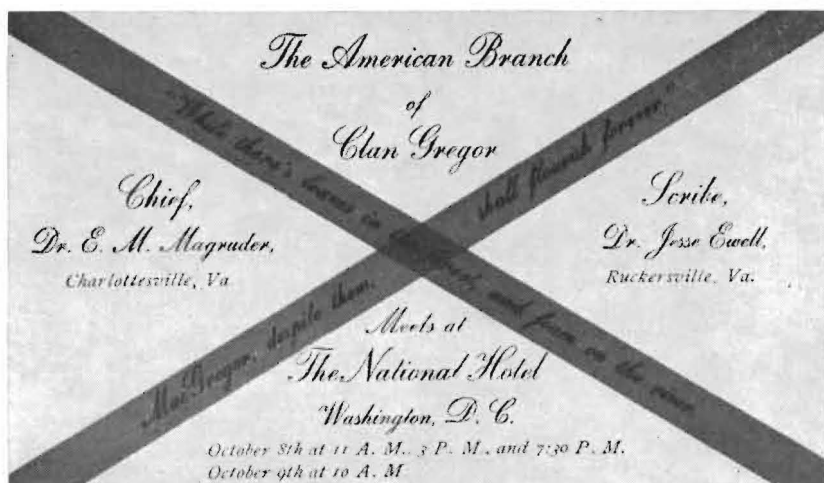 The American Branch
of
Clan Gregor
Chief,
Dr. E. M. Magruder,
Charlottesville, Va
Scribe,
Dr. Jesse Ewell,
Ruckersville, Va.
"While there's leaves in the forest, and foam on the river
MacGregor, despite them, shall flourish forever,"
Meets at
The National Hotel
Washington, D. C.
October 8th at 11 A. M., 3 P. M., and 7:30 P. M.
October 9th at 10 A. M